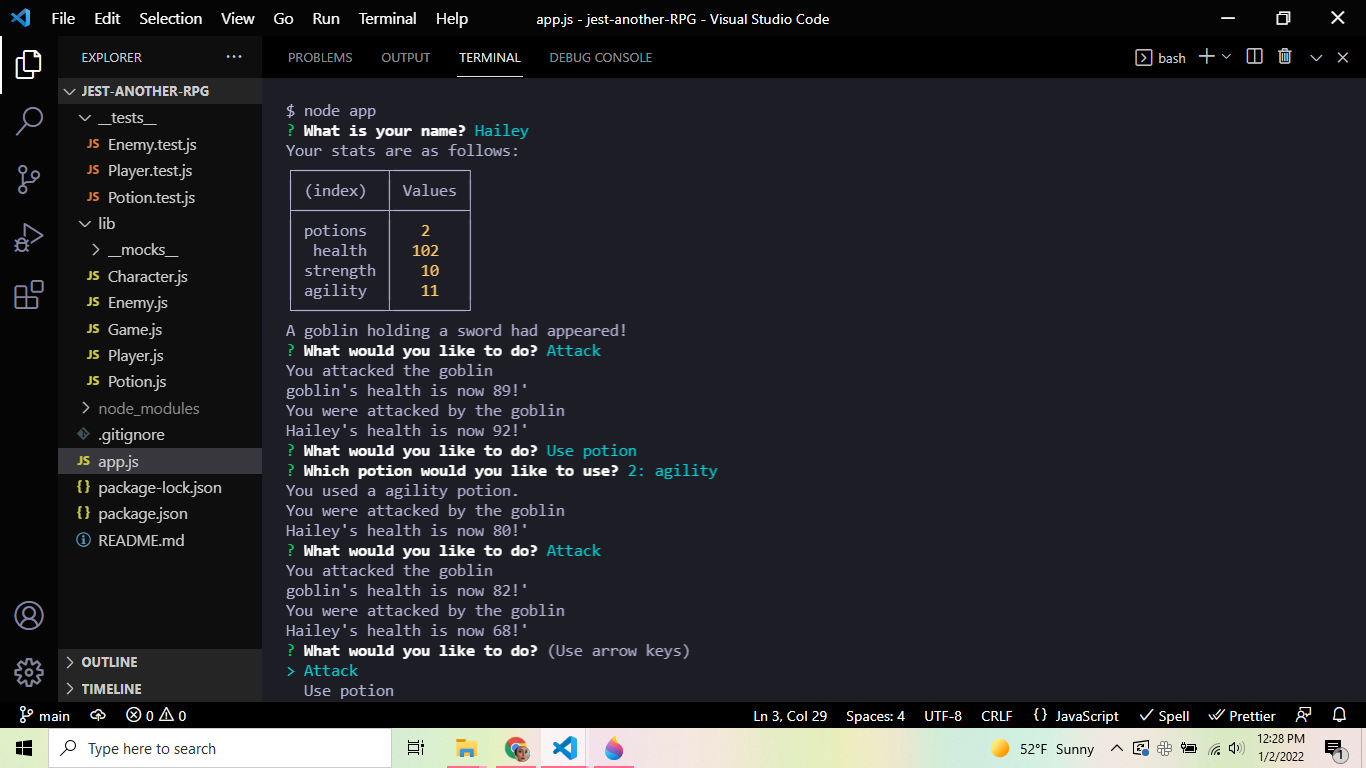 File Edit Selection View Go Run Terminal Help app.js - jest-another-RPG - Visual Studio Code
EXPLORER ···
JEST-ANOTHER-RPG
__tests__
JS Enemy.test.js
JS Player.test.js
JS Potion.test.js
lib
__mocks__
JS Character.js
JS Enemy.js
JS Game.js
JS Player.js
JS Potion.js
node_modules
.gitignore
JS app.js
{} package-lock.json
{} package.json
README.md
OUTLINE
TIMELINE
PROBLEMS OUTPUT TERMINAL DEBUG CONSOLE bash
$ node app
? What is your name? Hailey
Your stats are as follows:
(index) Values
potions 2
health 102
strength 10
agility 11
A goblin holding a sword had appeared!
? What would you like to do? Attack
You attacked the goblin
goblin's health is now 89!'
You were attacked by the goblin
Hailey's health is now 92!'
? What would you like to do? Use potion
? Which potion would you like to use? 2: agility
You used a agility potion.
You were attacked by the goblin
Hailey's health is now 80!'
? What would you like to do? Attack
You attacked the goblin
goblin's health is now 82!'
You were attacked by the goblin
Hailey's health is now 68!'
? What would you like to do? (Use arrow keys)
> Attack
Use potion
main 0 0 Ln 3, Col 29 Spaces: 4 UTF-8 CRLF {} JavaScript Spell Prettier
Type here to search 52°F Sunny 12:28 PM
1/2/2022 1